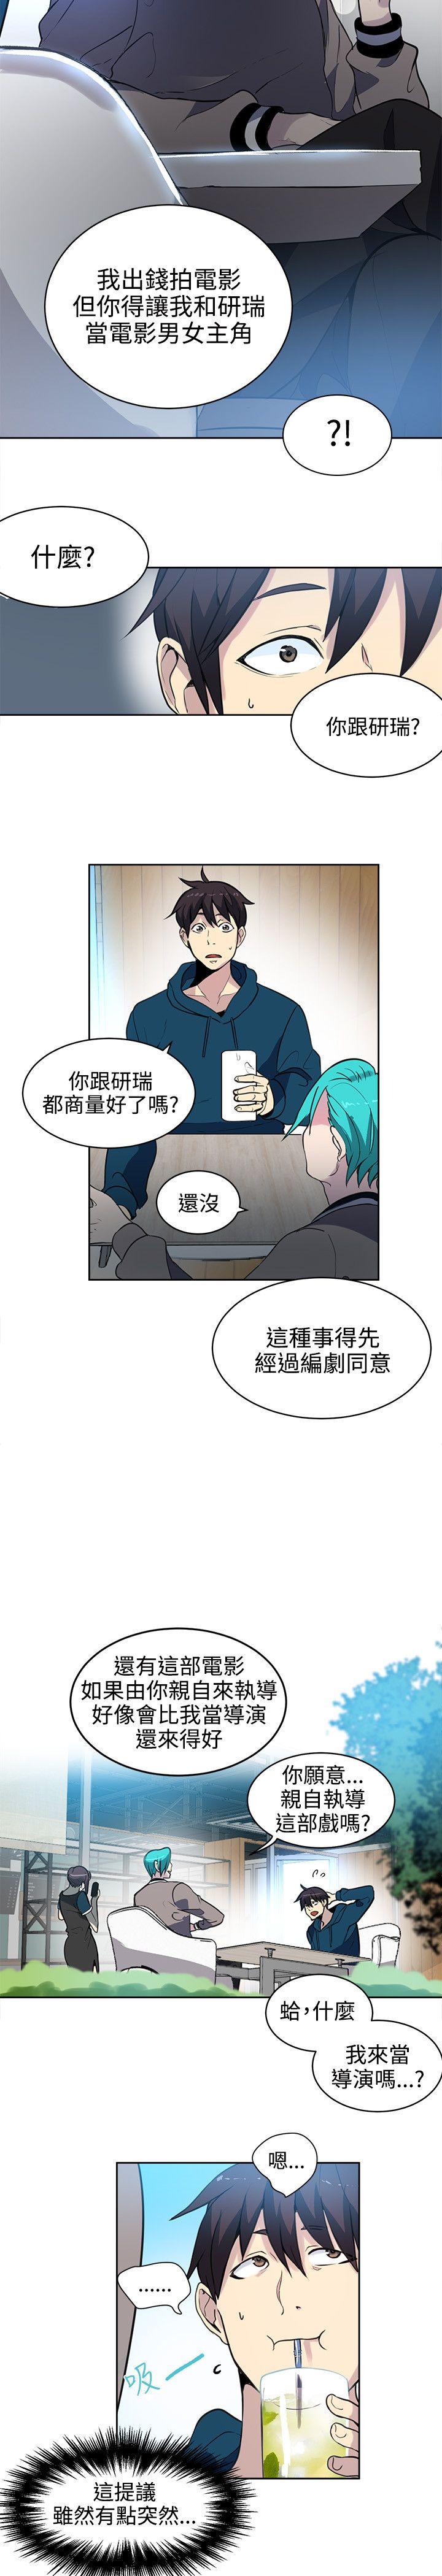 我出錢拍電影
但你得讓我和研瑞
當電影男女主角
?!
什麼?
你跟研瑞?
你跟研瑞
都商量好了嗎?
還沒
這種事得先
經過編劇同意
還有這部電影
如果由你親自來執導
好像會比我當導演
還來得好
你願意...
親自執導
這部戲嗎?
蛤,什麼
我來當
導演嗎...?
嗯...
......
吸一
這提議
雖然有點突然...